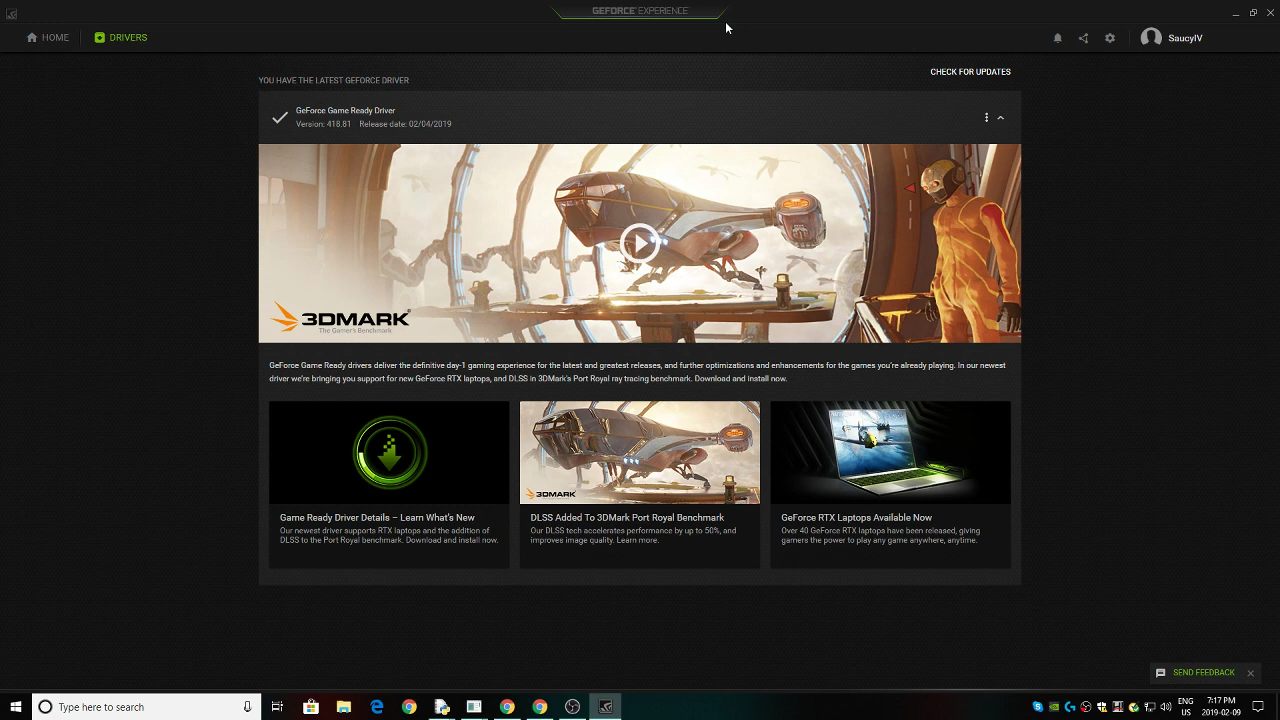 GEFORCE EXPERIENCE
HOME
DRIVERS
SaucyIV
CHECK FOR UPDATES
YOU HAVE THE LATEST GEFORCE DRIVER
GeForce Game Ready Driver
Version: 418.81 Release date: 02/04/2019
3DMARK®
The Gamer's Benchmark
GeForce Game Ready drivers deliver the definitive day-1 gaming experience for the latest and greatest releases, and further optimizations and enhancements for the games you're already playing. In our newest
driver we're bringing you support for new GeForce RTX laptops, and DLSS in 3DMark's Port Royal ray tracing benchmark. Download and install now.
3DMARK
Game Ready Driver Details – Learn What's New
Our newest driver supports RTX laptops and the addition of
DLSS to the Port Royal benchmark. Download and install now.
DLSS Added To 3DMark Port Royal Benchmark
Our DLSS tech accelerates performance by up to 50%, and
improves image quality. Learn more.
GeForce RTX Laptops Available Now
Over 40 GeForce RTX laptops have been released, giving
gamers the power to play any game anywhere, anytime.
SEND FEEDBACK
Type here to search
ENG
US
7:17 PM
2019-02-09